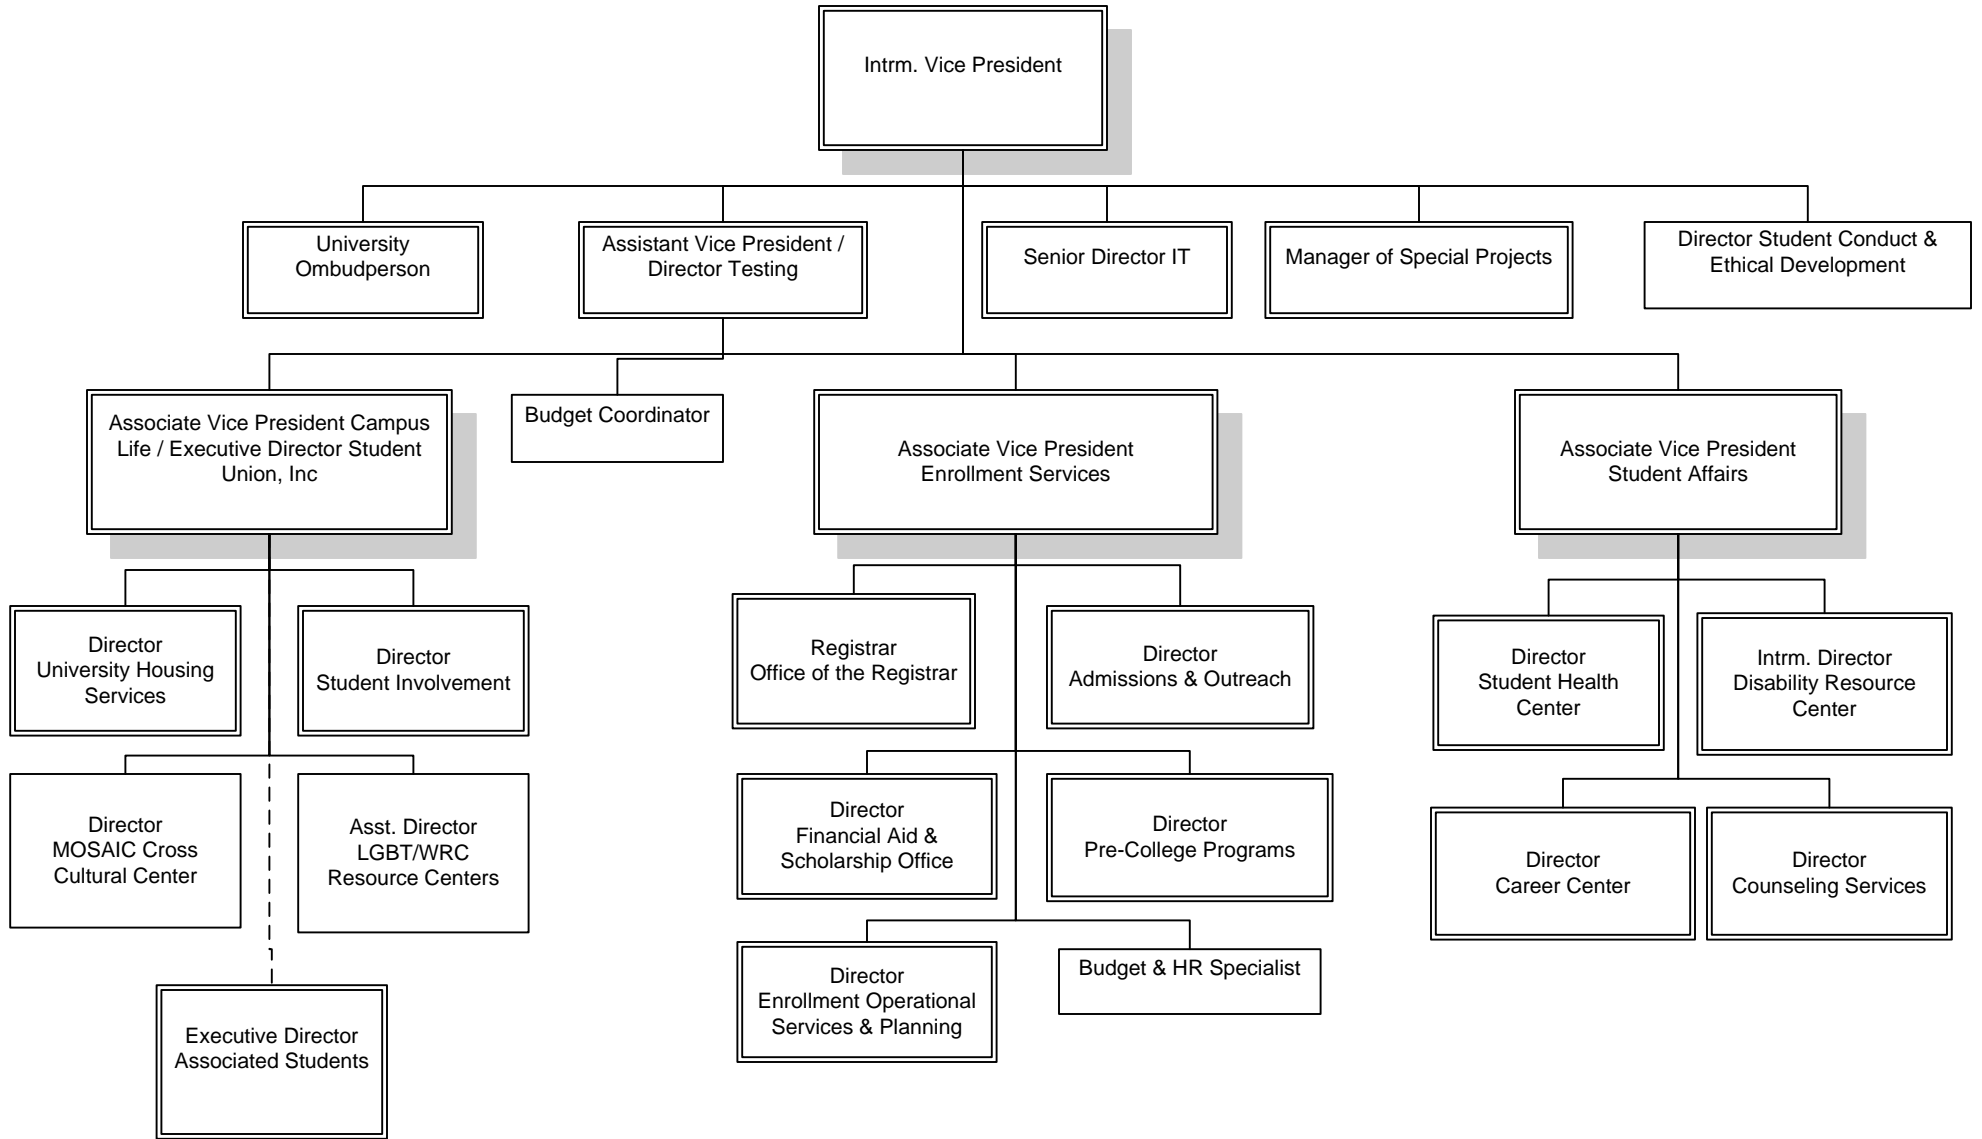 Intrm. Vice President
University
Ombudperson
Assistant Vice President /
Director Testing
Senior Director IT
Manager of Special Projects
Director Student Conduct &
Ethical Development
Associate Vice President Campus
Life / Executive Director Student
Union, Inc
Budget Coordinator
Associate Vice President
Enrollment Services
Associate Vice President
Student Affairs
Director
University Housing
Services
Director
Student Involvement
Registrar
Office of the Registrar
Director
Admissions & Outreach
Director
Student Health
Center
Intrm. Director
Disability Resource
Center
Director
MOSAIC Cross
Cultural Center
Asst. Director
LGBT/WRC
Resource Centers
Director
Financial Aid &
Scholarship Office
Director
Pre-College Programs
Director
Career Center
Director
Counseling Services
Director
Enrollment Operational
Services & Planning
Budget & HR Specialist
Executive Director
Associated Students